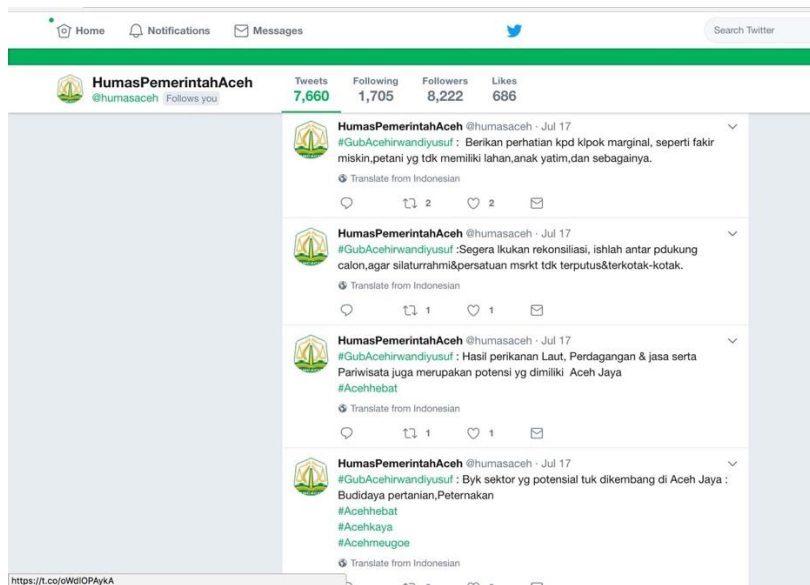 Home Notifications Messages Search Twitter
HumasPemerintahAceh
@humasaceh Follows you
Tweets Following Followers Likes
7,660 1,705 8,222 686
HumasPemerintahAceh @humasaceh · Jul 17
#GubAcehirwandiyusuf : Berikan perhatian kpd klpok marginal, seperti fakir
miskin,petani yg tdk memiliki lahan,anak yatim,dan sebagainya.
Translate from Indonesian
2 2
HumasPemerintahAceh @humasaceh · Jul 17
#GubAcehirwandiyusuf :Segera lkukan rekonsiliasi, ishlah antar pdukung
calon,agar silaturrahmi&persatuan msrkt tdk terputus&terkotak-kotak.
Translate from Indonesian
1 1
HumasPemerintahAceh @humasaceh · Jul 17
#GubAcehirwandiyusuf : Hasil perikanan Laut, Perdagangan & jasa serta
Pariwisata juga merupakan potensi yg dimiliki Aceh Jaya
#Acehhebat
Translate from Indonesian
1 1
HumasPemerintahAceh @humasaceh · Jul 17
#GubAcehirwandiyusuf : Byk sektor yg potensial tuk dikembang di Aceh Jaya :
Budidaya pertanian,Peternakan
#Acehhebat
#Acehkaya
#Acehmeugoe
Translate from Indonesian
https://t.co/oWdIOPAykA